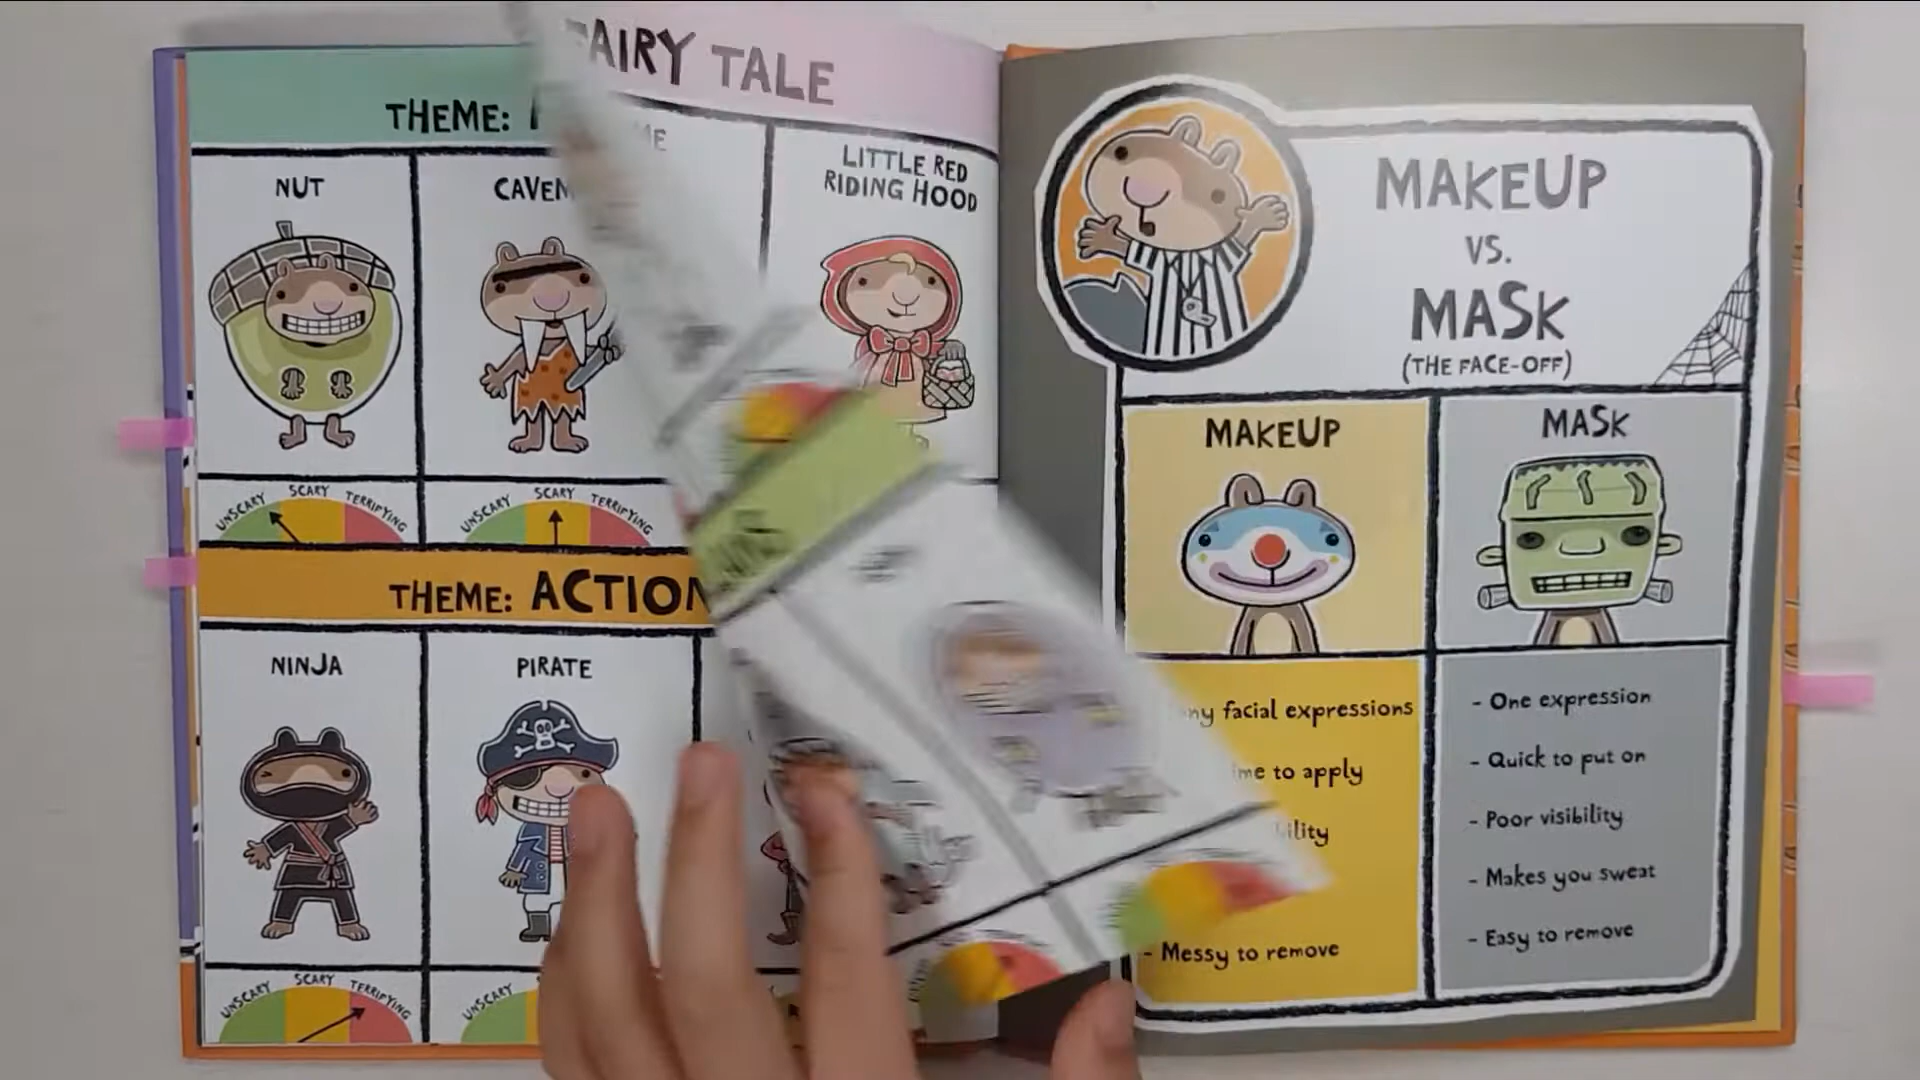 THEME:
NUT
UNSCARY SCARY TERRIFYING
UNSCARY SCARY TERRIFYING
THEME: ACTION
NINJA
PIRATE
UNSCARY SCARY TERRIFYING
UNSCARY
FAIRY TALE
LITTLE RED
RIDING HOOD
MAKEUP
VS.
MASK
(THE FACE-OFF)
MAKEUP
MASK
facial expressions
to apply
- Messy to remove
- One expression
- Quick to put on
- Poor visibility
- Makes you sweat
- Easy to remove